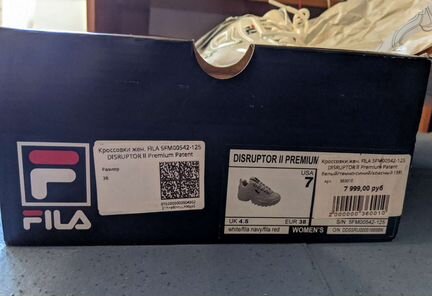 FILA
Кроссовки жен. FILA 5FM00542-125
DISRUPTOR II Premium Patent
Размер
38
DISRUPTOR II PREMIUM
USA
7
UK 4.5
EUR 38
white/fila navy/fila red
WOMEN'S
Кроссовки жен. FILA 5FM00542-125
DISRUPTOR II Premium Patent
7 999,00 руб
S/N: 5FM00542-125